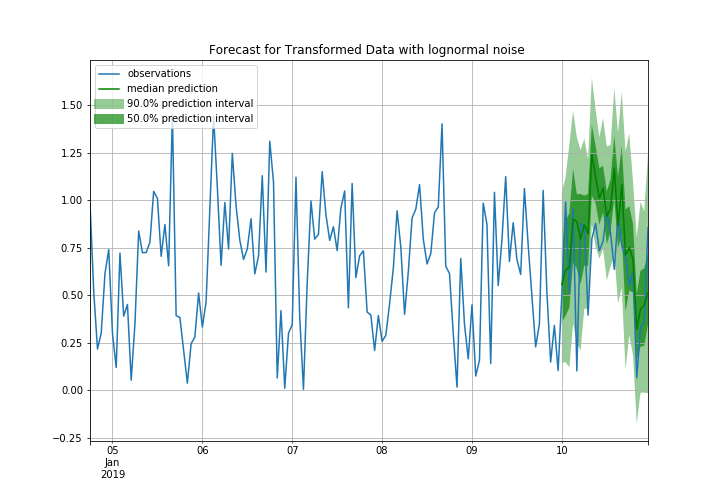 Forecast for Transformed Data with lognormal noise
observations
median prediction
90.0% prediction interval
50.0% prediction interval
1.50
1.25
1.00
0.75
0.50
0.25
0.00
−0.25
05 06 07 08 09 10
Jan
2019